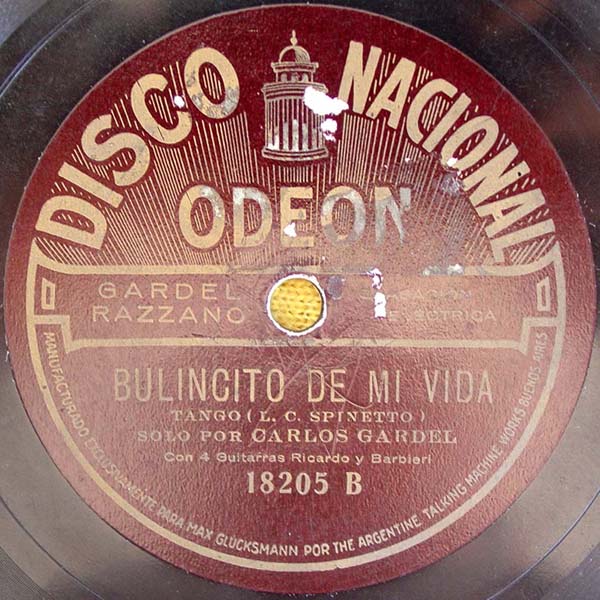 DISCO NACIONAL
ODEON
GARDEL
RAZZANO
BULINCITO DE MI VIDA
TANGO ( L. C. SPINETTO )
SOLO POR CARLOS GARDEL
Con 4 Guitarras Ricardo y Barbieri
18205 B
MANUFACTURADO EXCLUSIVAMENTE PARA MAX GLÜCKSMANN POR THE ARGENTINE TALKING MACHINE WORKS BUENOS AIRES